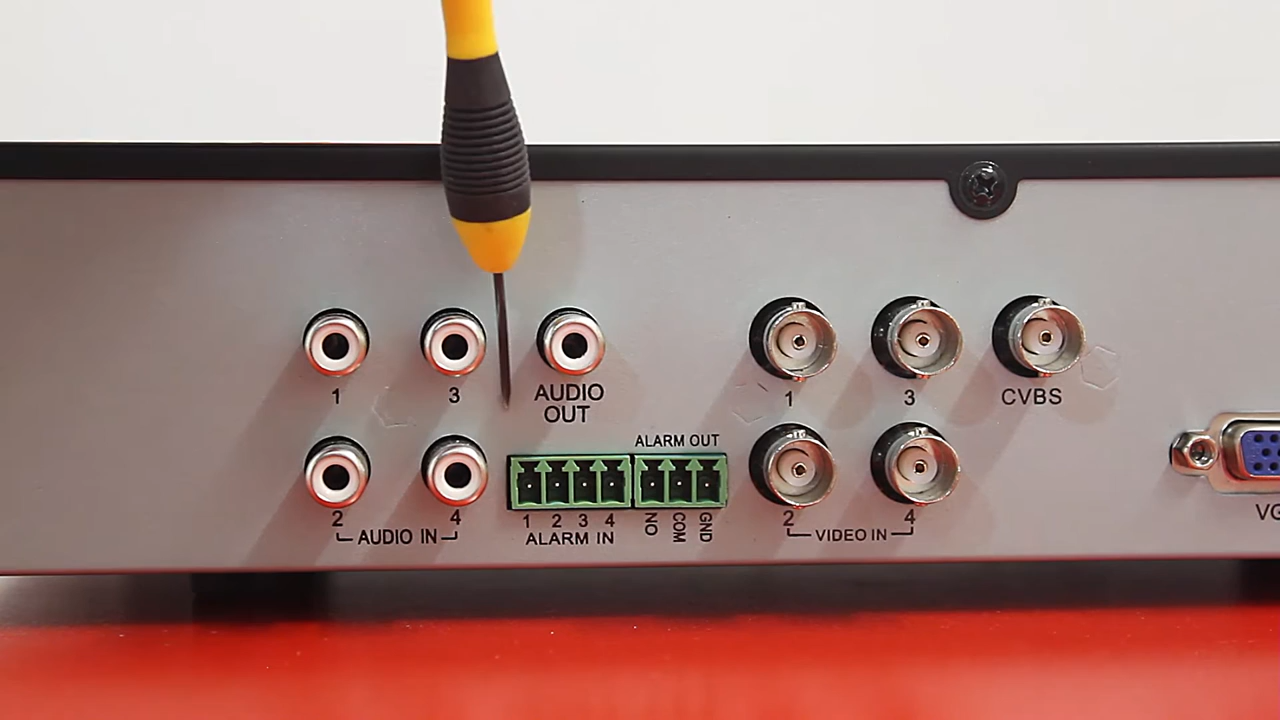 1 3 AUDIO
OUT
1 3 CVBS
ALARM OUT
2 AUDIO IN 4
1 2 3 4
ALARM IN
NO COM GND
2 VIDEO IN 4
VG